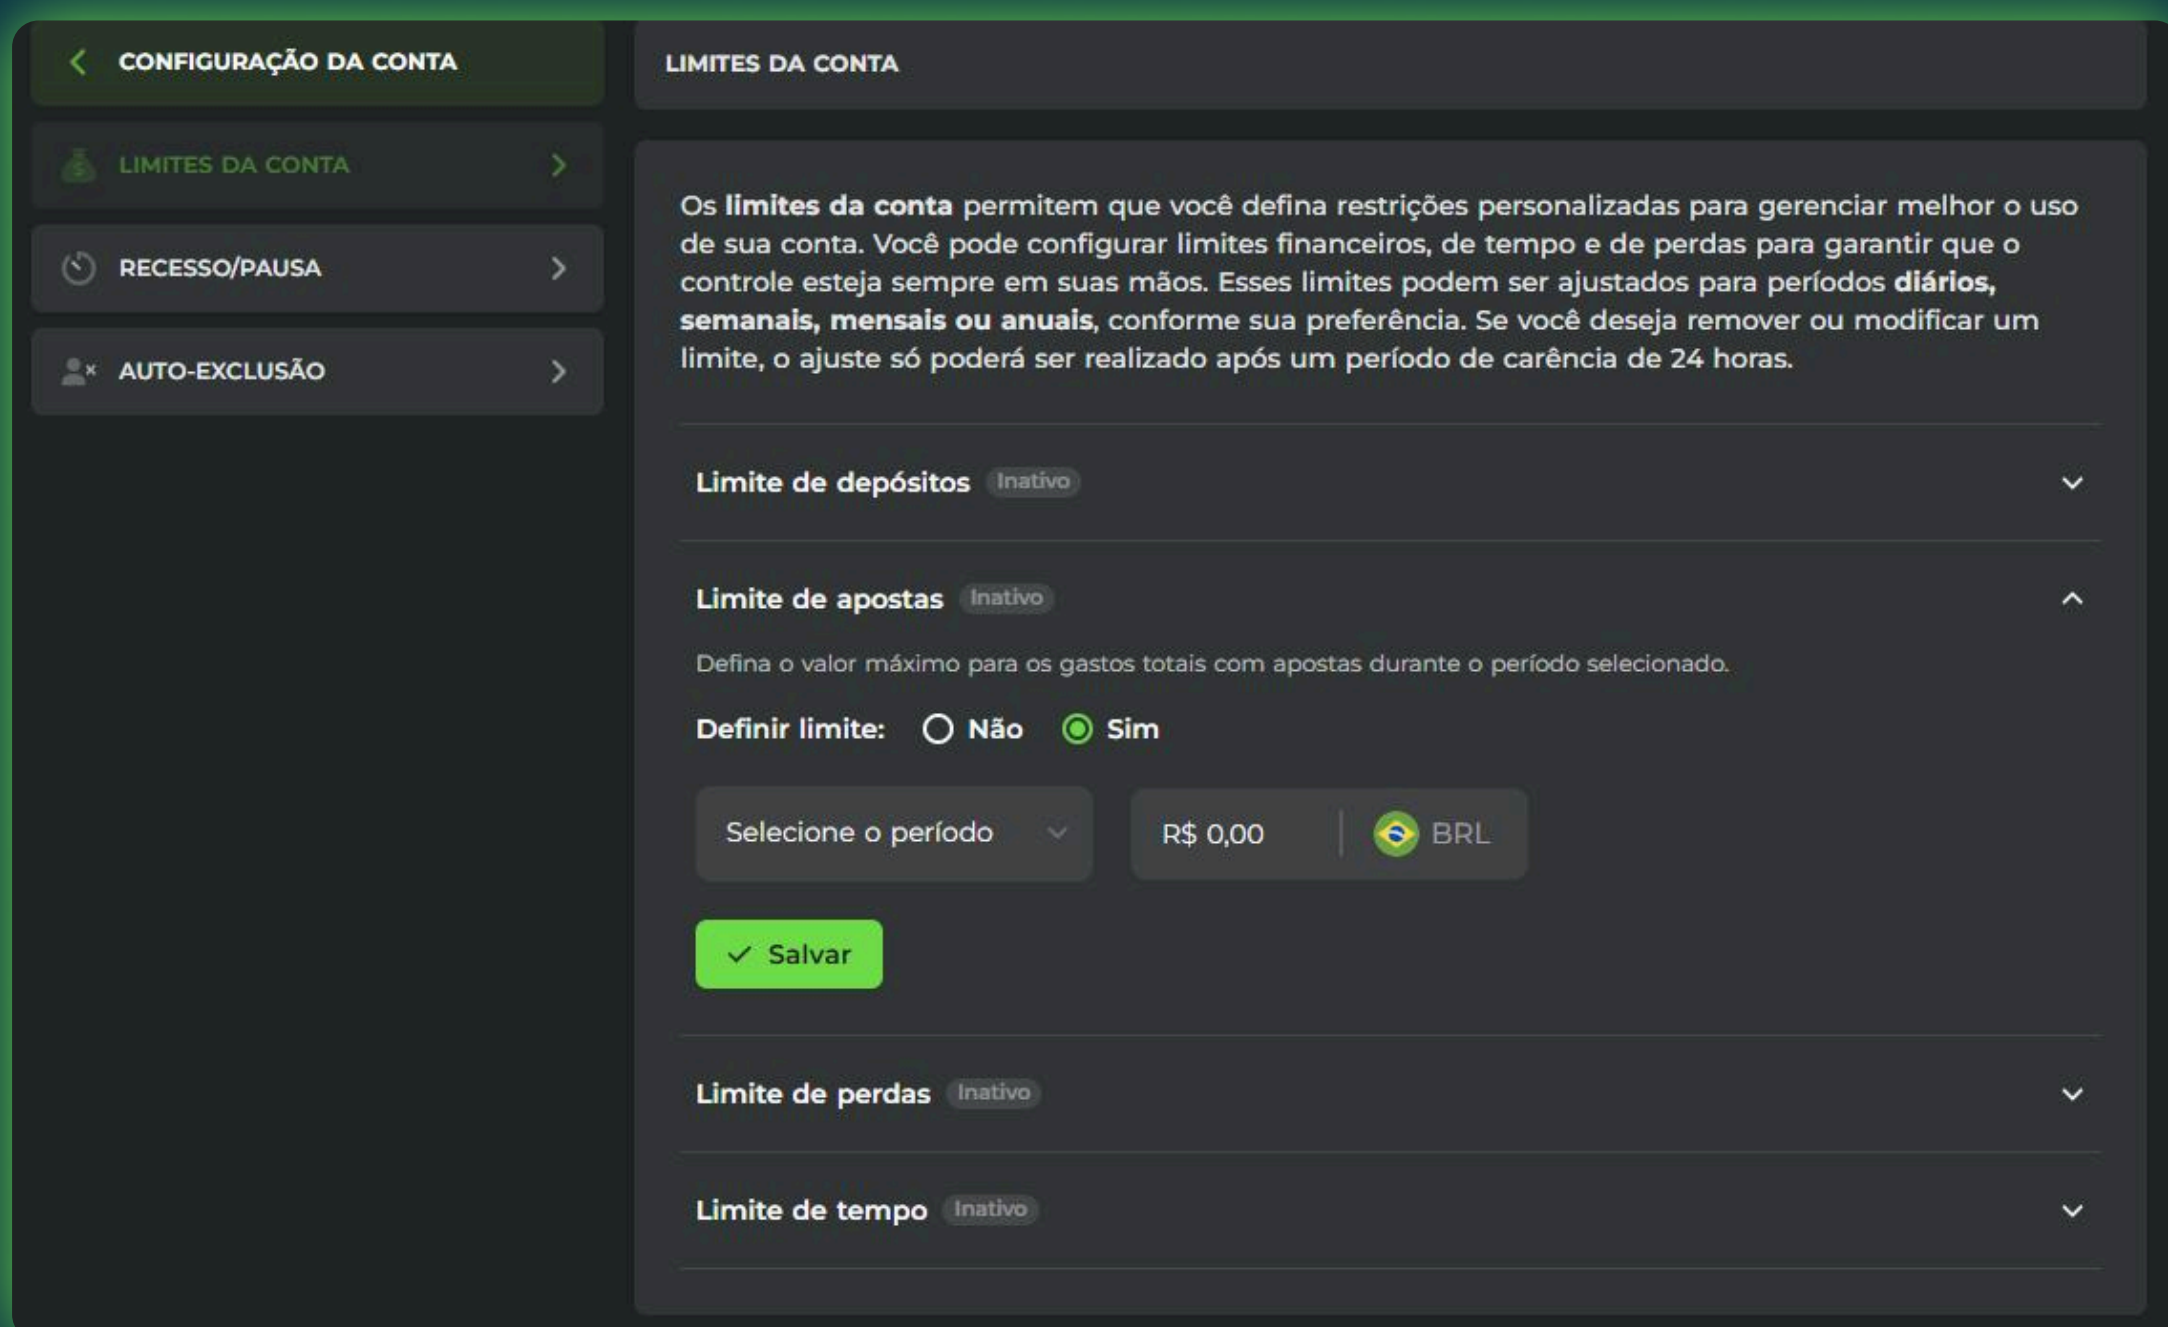 CONFIGURAÇÃO DA CONTA
LIMITES DA CONTA
RECESSO/PAUSA
AUTO-EXCLUSÃO
LIMITES DA CONTA
Os limites da conta permitem que você defina restrições personalizadas para gerenciar melhor o uso
de sua conta. Você pode configurar limites financeiros, de tempo e de perdas para garantir que o
controle esteja sempre em suas mãos. Esses limites podem ser ajustados para períodos diários,
semanais, mensais ou anuais, conforme sua preferência. Se você deseja remover ou modificar um
limite, o ajuste só poderá ser realizado após um período de carência de 24 horas.
Limite de depósitos Inativo
Limite de apostas Inativo
Defina o valor máximo para os gastos totais com apostas durante o período selecionado.
Definir limite: Não Sim
Selecione o período R$ 0,00 BRL
Salvar
Limite de perdas Inativo
Limite de tempo Inativo